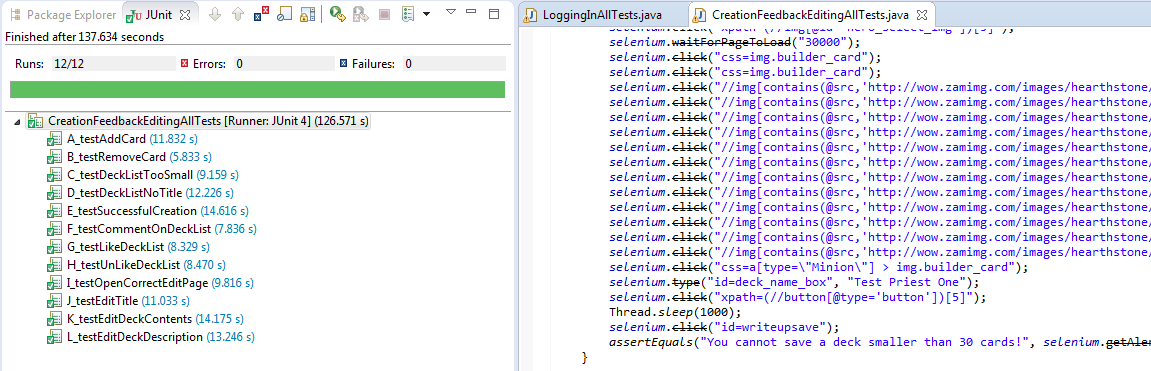 Package Explorer JUnit
Finished after 137.634 seconds
Runs: 12/12 Errors: 0 Failures: 0
CreationFeedbackEditingAllTests [Runner: JUnit 4] (126.571 s)
A_testAddCard (11.832 s)
B_testRemoveCard (5.833 s)
C_testDeckListTooSmall (9.159 s)
D_testDeckListNoTitle (12.226 s)
E_testSuccessfulCreation (14.616 s)
F_testCommentOnDeckList (7.836 s)
G_testLikeDeckList (8.329 s)
H_testUnLikeDeckList (8.470 s)
I_testOpenCorrectEditPage (9.816 s)
J_testEditTitle (11.033 s)
K_testEditDeckContents (14.175 s)
L_testEditDeckDescription (13.246 s)
LoggingInAllTests.java CreationFeedbackEditingAllTests.java
selenium.click("xpath=(//img[@id='hero_select_img'])[5]");
selenium.waitForPageToLoad("30000");
selenium.click("css=img.builder_card");
selenium.click("css=img.builder_card");
selenium.click("//img[contains(@src,'http://wow.zamimg.com/images/hearthstone/
selenium.click("//img[contains(@src,'http://wow.zamimg.com/images/hearthstone/
selenium.click("//img[contains(@src,'http://wow.zamimg.com/images/hearthstone/
selenium.click("//img[contains(@src,'http://wow.zamimg.com/images/hearthstone/
selenium.click("//img[contains(@src,'http://wow.zamimg.com/images/hearthstone/
selenium.click("//img[contains(@src,'http://wow.zamimg.com/images/hearthstone/
selenium.click("//img[contains(@src,'http://wow.zamimg.com/images/hearthstone/
selenium.click("//img[contains(@src,'http://wow.zamimg.com/images/hearthstone/
selenium.click("//img[contains(@src,'http://wow.zamimg.com/images/hearthstone/
selenium.click("//img[contains(@src,'http://wow.zamimg.com/images/hearthstone/
selenium.click("//img[contains(@src,'http://wow.zamimg.com/images/hearthstone/
selenium.click("//img[contains(@src,'http://wow.zamimg.com/images/hearthstone/
selenium.click("css=a[type=\"Minion\"] > img.builder_card");
selenium.type("id=deck_name_box", "Test Priest One");
selenium.click("xpath=(//button[@type='button'])[5]");
Thread.sleep(1000);
selenium.click("id=writeupsave");
assertEquals("You cannot save a deck smaller than 30 cards!", selenium.getAler
}